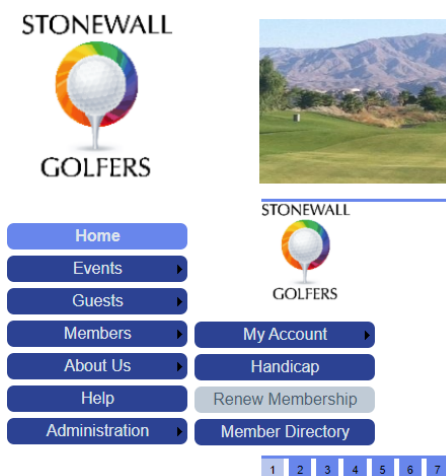 STONEWALL
GOLFERS
STONEWALL
GOLFERS
Home
Events
Guests
Members
My Account
About Us
Handicap
Help
Renew Membership
Administration
Member Directory
1 2 3 4 5 6 7